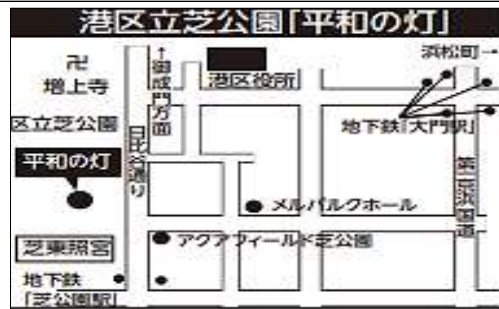 港区立芝公園「平和の灯」
浜松町→
卍
増上寺
↑御成門方面
港区役所
区立芝公園
地下鉄「大門駅」
日比谷通り
平和の灯
第一京浜国道
メルパルクホール
アクアフィールド芝公園
芝東照宮
地下鉄
「芝公園駅」